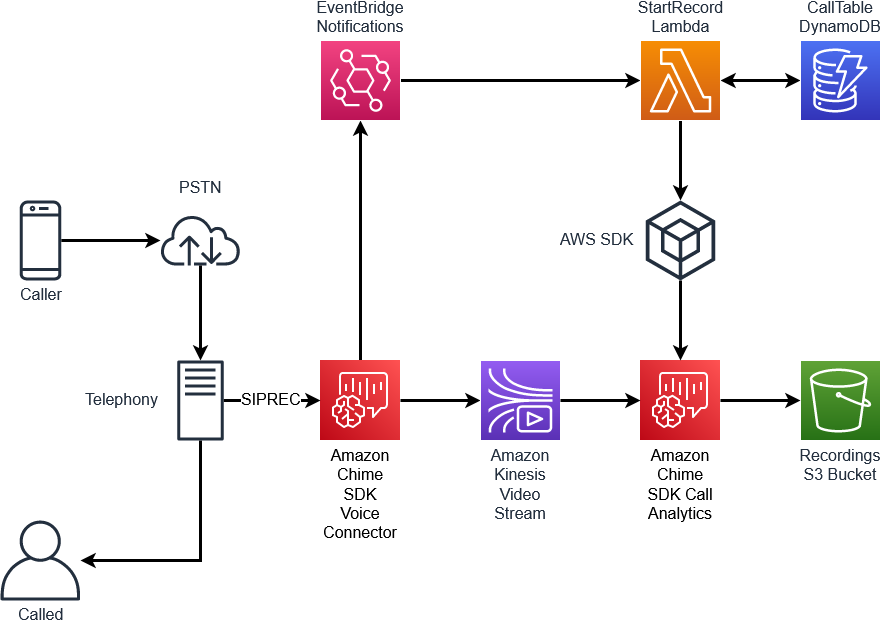 EventBridge
Notifications
StartRecord
Lambda
CallTable
DynamoDB
PSTN
Caller
AWS SDK
Telephony
SIPREC
Amazon
Chime
SDK
Voice
Connector
Amazon
Kinesis
Video
Stream
Amazon
Chime
SDK Call
Analytics
Recordings
S3 Bucket
Called